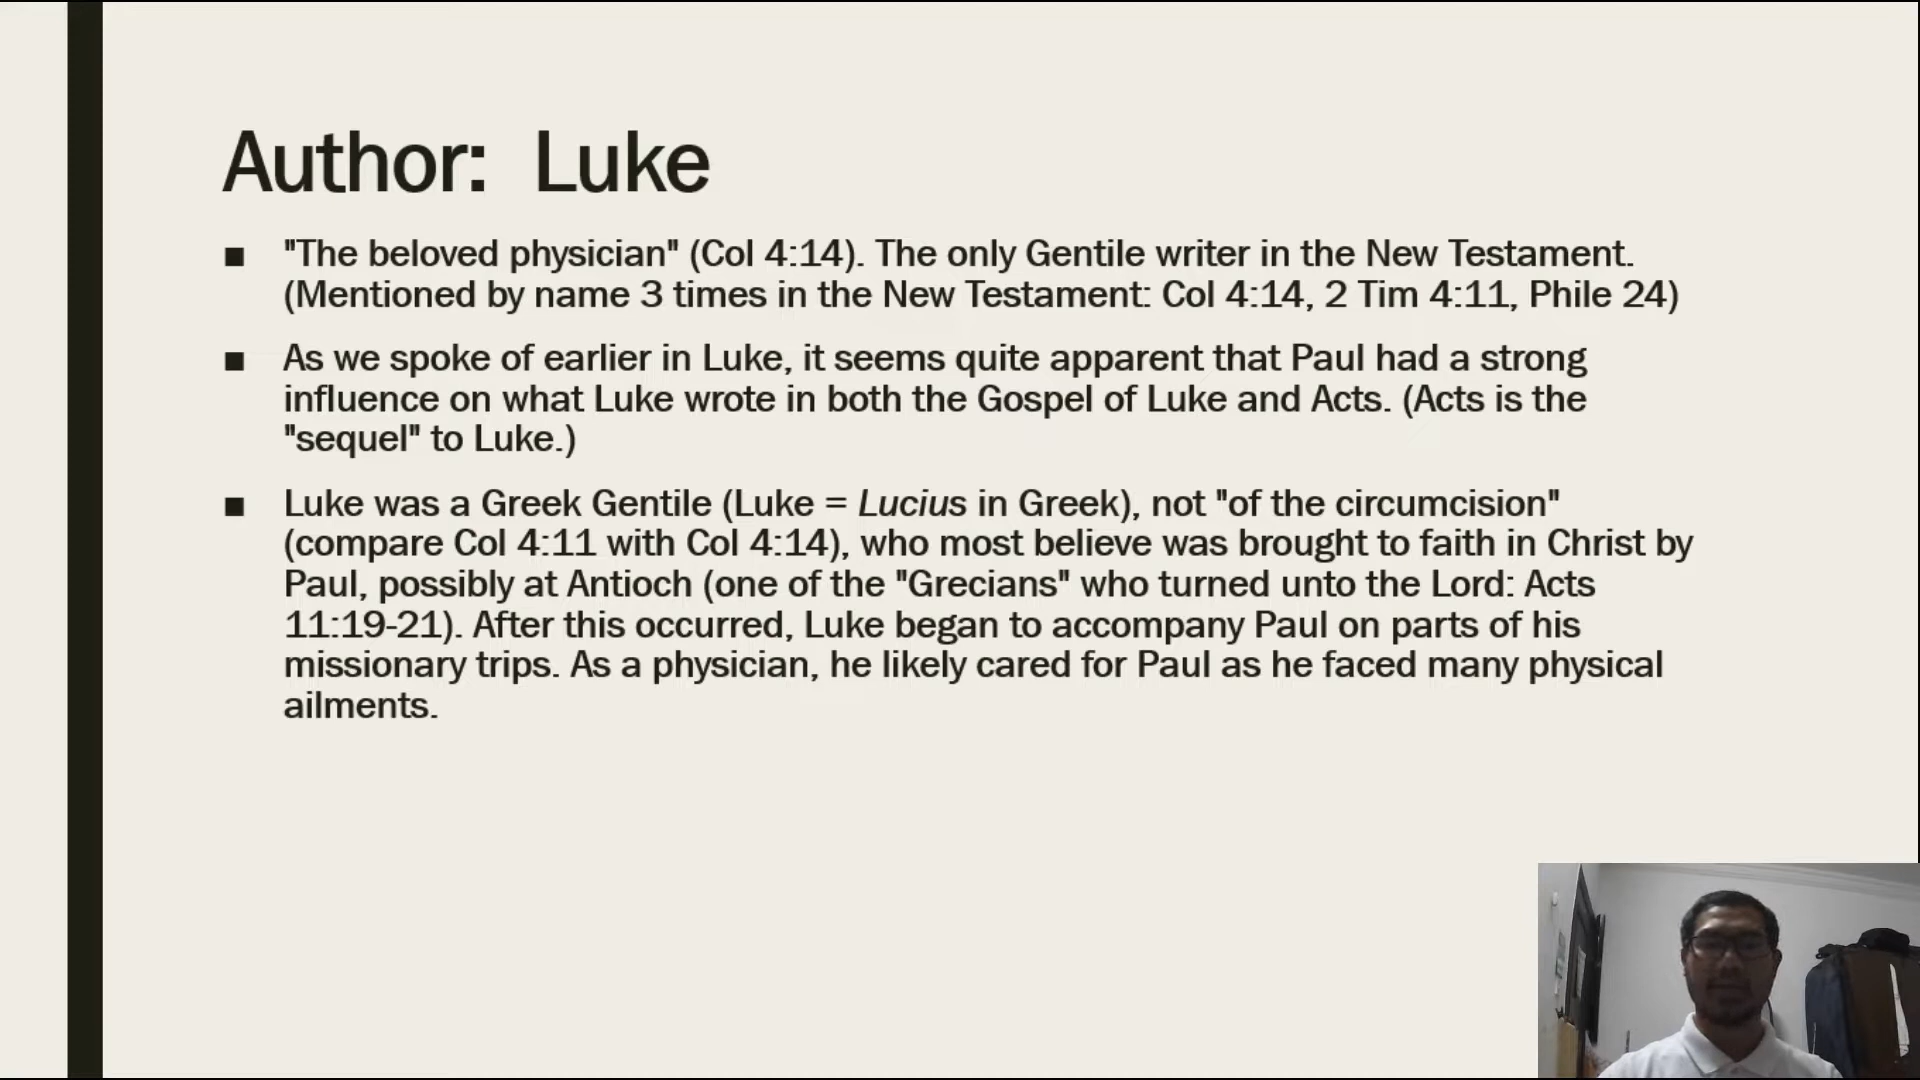 Author: Luke
■ "The beloved physician" (Col 4:14). The only Gentile writer in the New Testament.
(Mentioned by name 3 times in the New Testament: Col 4:14, 2 Tim 4:11, Phile 24)
■ As we spoke of earlier in Luke, it seems quite apparent that Paul had a strong
influence on what Luke wrote in both the Gospel of Luke and Acts. (Acts is the
"sequel" to Luke.)
■ Luke was a Greek Gentile (Luke = Lucius in Greek), not "of the circumcision"
(compare Col 4:11 with Col 4:14), who most believe was brought to faith in Christ by
Paul, possibly at Antioch (one of the "Grecians" who turned unto the Lord: Acts
11:19-21). After this occurred, Luke began to accompany Paul on parts of his
missionary trips. As a physician, he likely cared for Paul as he faced many physical
ailments.